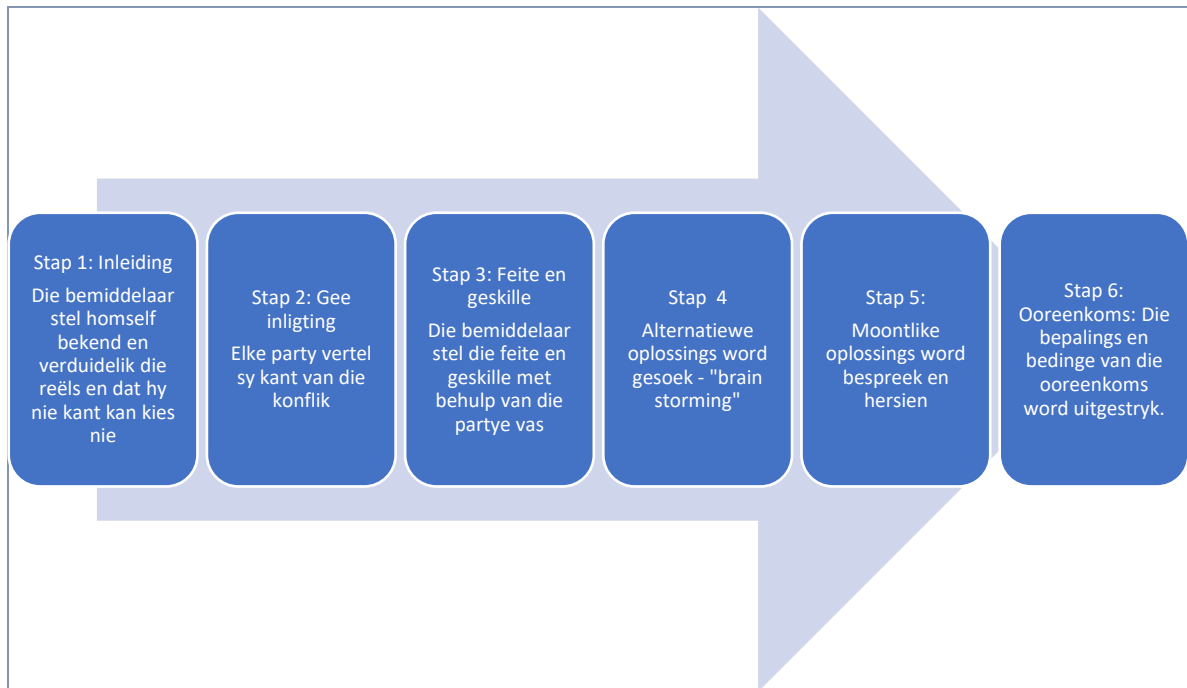 Stap 1: Inleiding
Die bemiddelaar
stel homself
bekend en
verduidelik die
reëls en dat hy
nie kant kan kies
nie
Stap 2: Gee
inligting
Elke party vertel
sy kant van die
konflik
Stap 3: Feite en
geskille
Die bemiddelaar
stel die feite en
geskille met
behulp van die
partye vas
Stap 4
Alternatiewe
oplossings word
gesoek - "brain
storming"
Stap 5:
Moontlike
oplossings word
bespreek en
hersien
Stap 6:
Ooreenkoms: Die
bepalings en
bedinge van die
ooreenkoms
word uitgestryk.